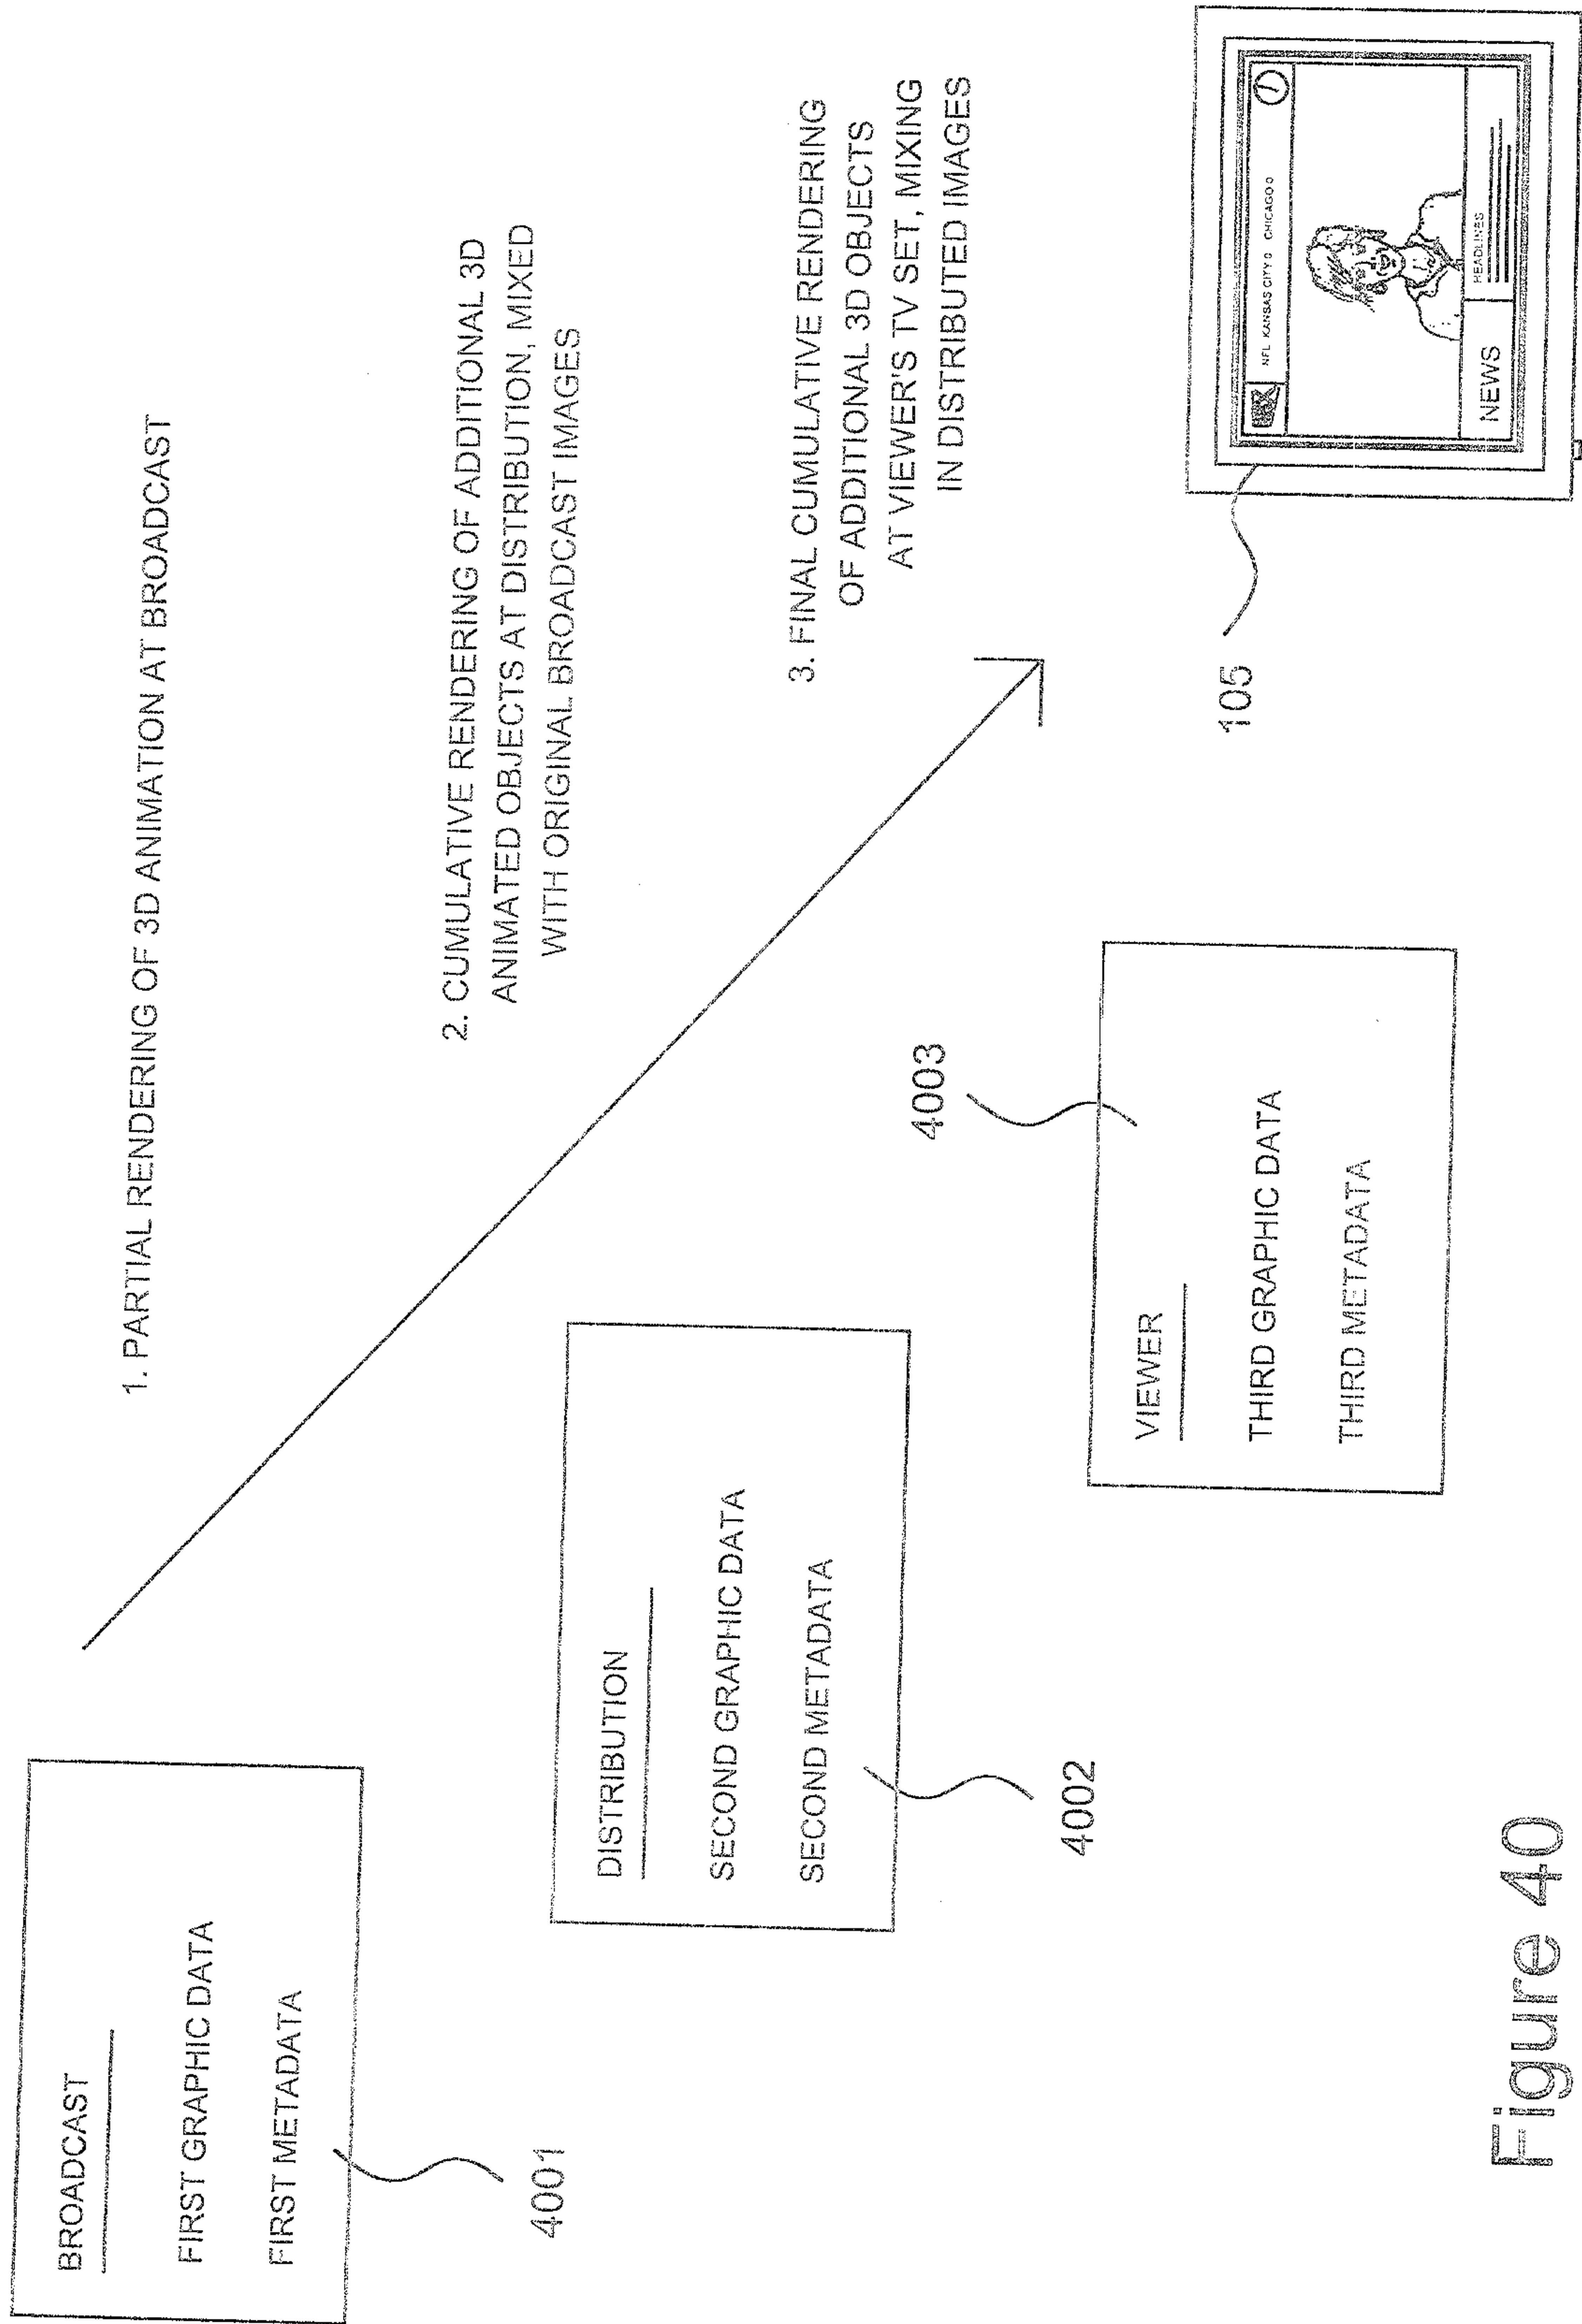 BROADCAST
FIRST GRAPHIC DATA
FIRST METADATA
4001
1. PARTIAL RENDERING OF 3D ANIMATION AT BROADCAST
DISTRIBUTION
SECOND GRAPHIC DATA
SECOND METADATA
4002
2. CUMULATIVE RENDERING OF ADDITIONAL 3D
ANIMATED OBJECTS AT DISTRIBUTION, MIXED
WITH ORIGINAL BROADCAST IMAGES
VIEWER
THIRD GRAPHIC DATA
THIRD METADATA
4003
3. FINAL CUMULATIVE RENDERING
OF ADDITIONAL 3D OBJECTS
AT VIEWER'S TV SET, MIXING
IN DISTRIBUTED IMAGES
105
NFL KANSAS CITY 0 CHICAGO 0
NEWS
HEADLINES
Figure 40